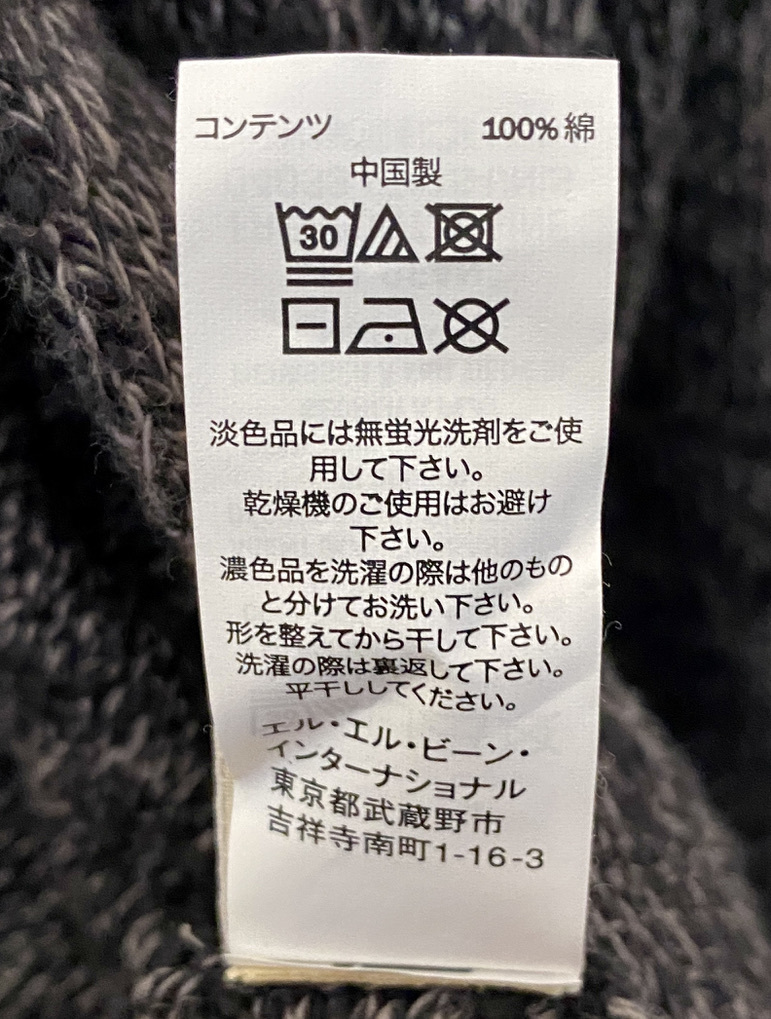 コンテンツ 100% 綿
中国製
30
淡色品には無蛍光洗剤をご使
用して下さい。
乾燥機のご使用はお避け
下さい。
濃色品を洗濯の際は他のもの
と分けてお洗い下さい。
形を整えてから干して下さい。
洗濯の際は裏返して下さい。
平干ししてください。
エル・エル・ビーン・
インターナショナル
東京都武蔵野市
吉祥寺南町1-16-3